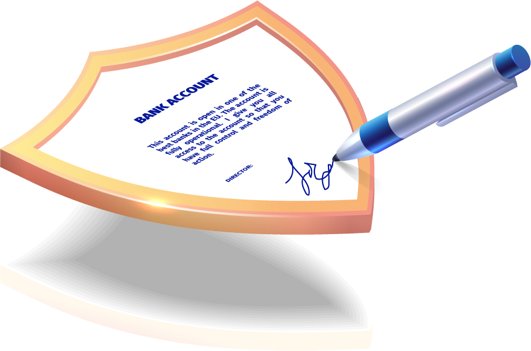 BANK ACCOUNT
This account is open in one of the
best banks in the EU. The account is
fully operational. I give you all
access to the account so that you
have full control and freedom of
action.
DIRECTOR: